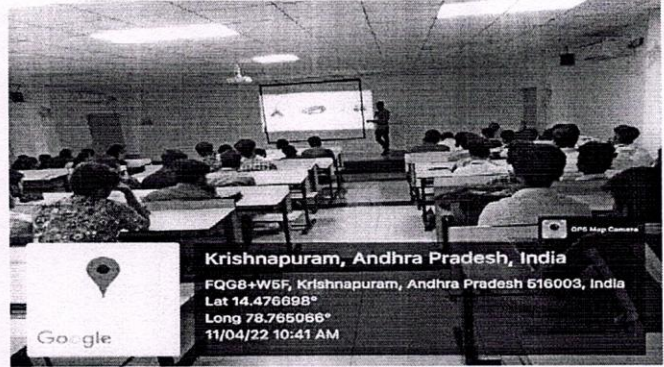 GPS Map Camera
Krishnapuram, Andhra Pradesh, India
FQG8+W5F, Krishnapuram, Andhra Pradesh 516003, India
Lat 14.476698°
Long 78.765066°
11/04/22 10:41 AM
Google